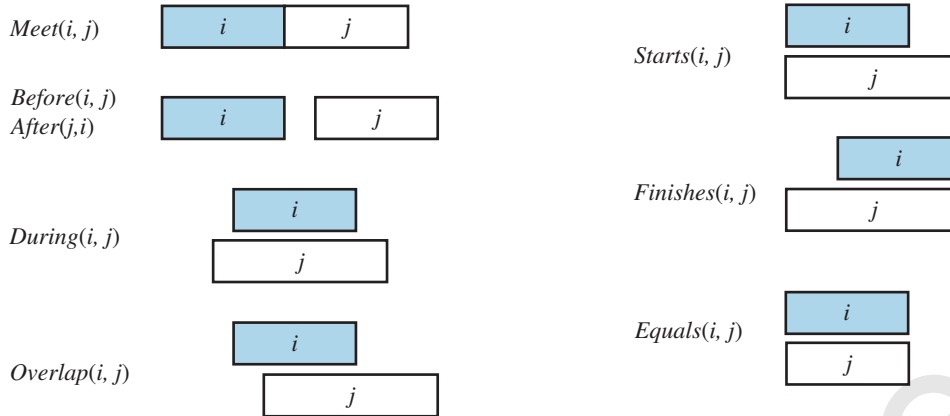 Meet(i, j)
i
j
Before(i, j)
After(j,i)
i
j
During(i, j)
i
j
Overlap(i, j)
i
j
Starts(i, j)
i
j
Finishes(i, j)
i
j
Equals(i, j)
i
j